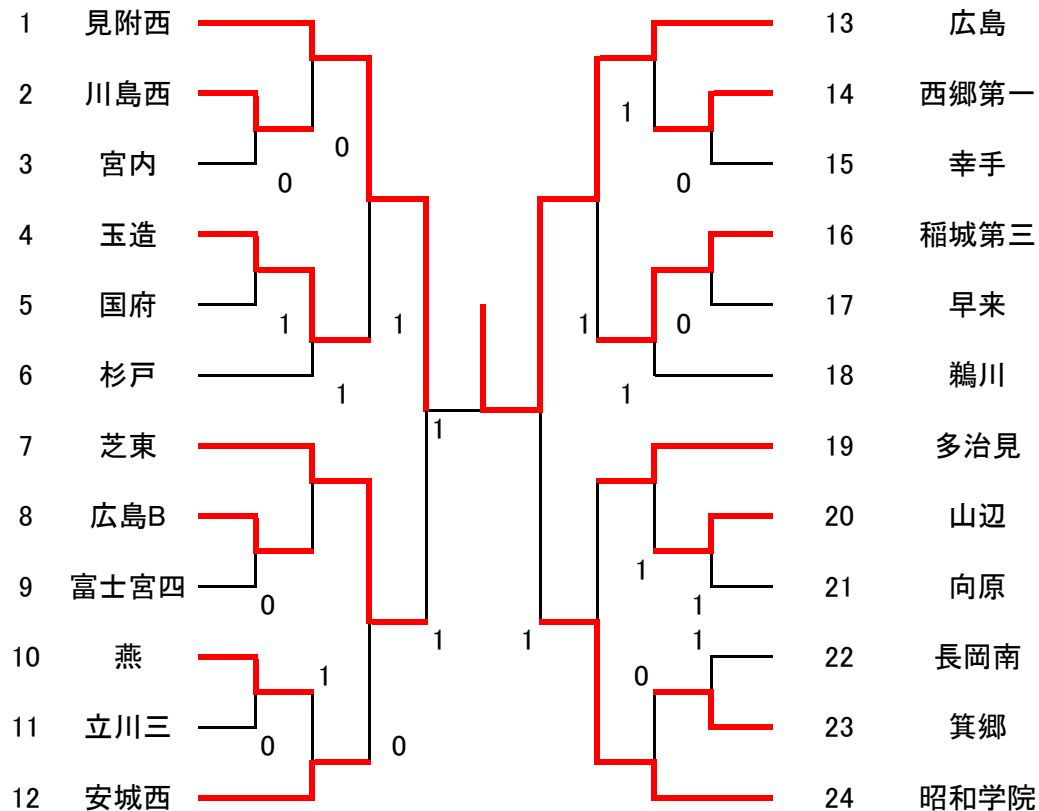 1 見附西
2 川島西
3 宮内
4 玉造
5 国府
6 杉戸
7 芝東
8 広島B
9 富士宮四
10 燕
11 立川三
12 安城西
0
0
1
1
1
0
1
0
0
1
1
1
1
0
1
0
1
1
1
1
1
0
13 広島
14 西郷第一
15 幸手
16 稲城第三
17 早来
18 鵡川
19 多治見
20 山辺
21 向原
22 長岡南
23 箕郷
24 昭和学院